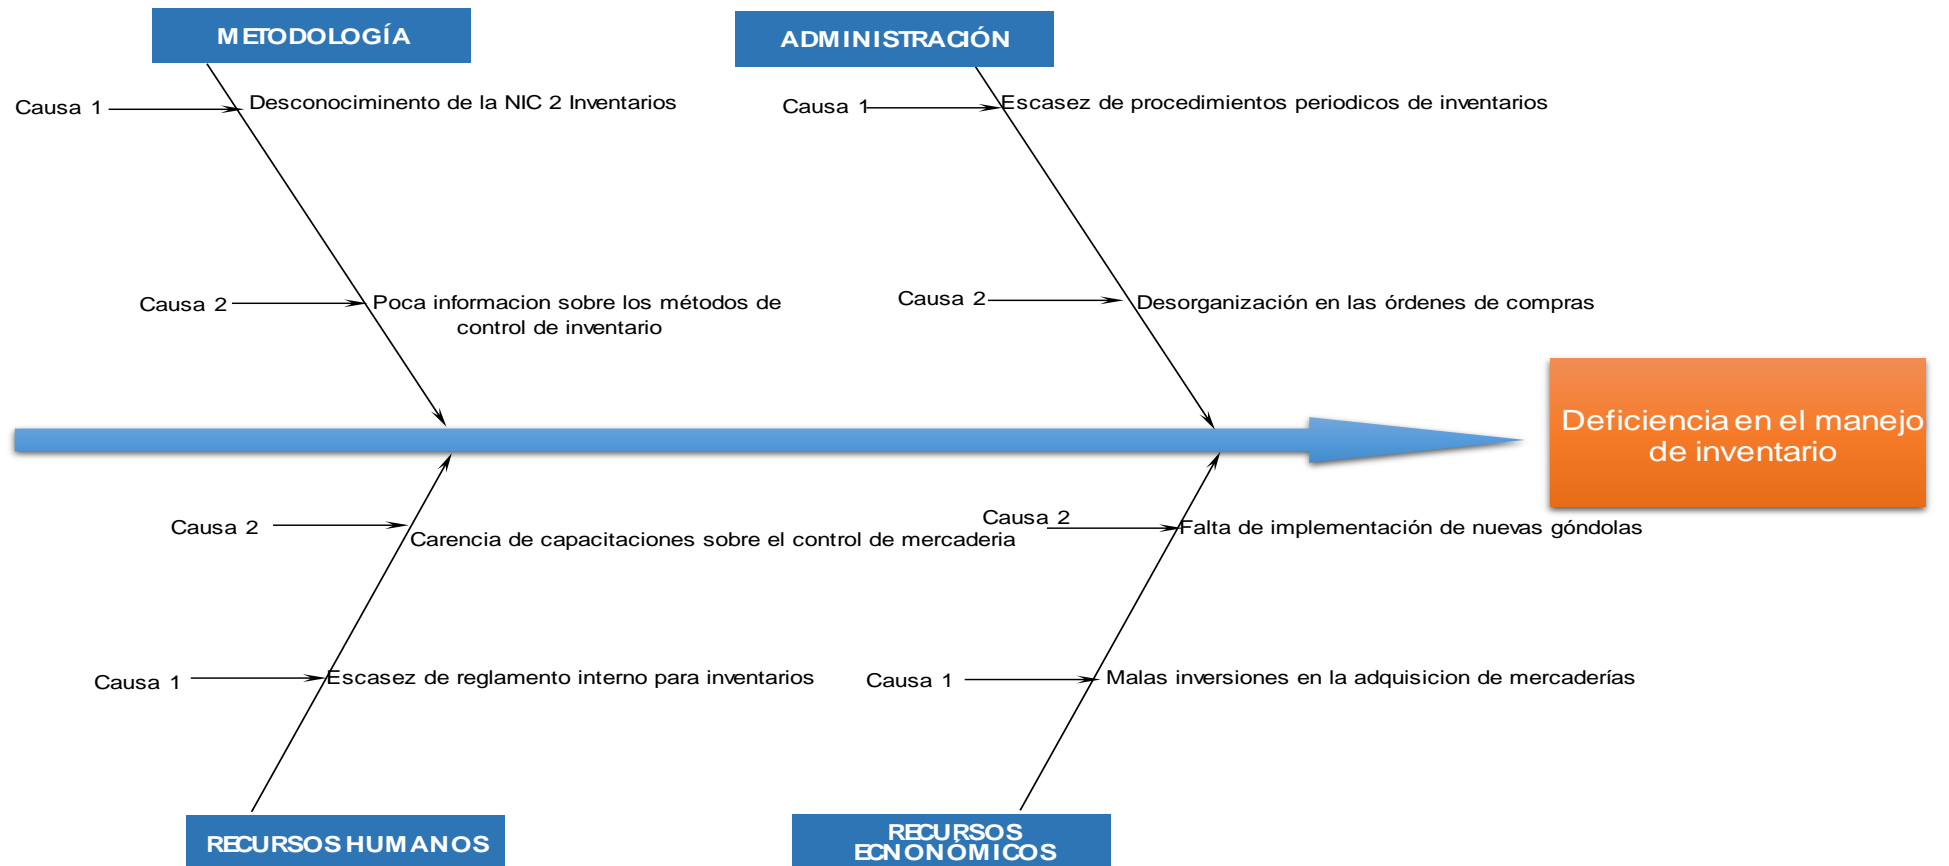 METODOLOGÍA
ADMINISTRACIÓN
Causa 1
Desconociminento de la NIC 2 Inventarios
Causa 1
Escasez de procedimientos periodicos de inventarios
Causa 2
Poca informacion sobre los métodos de
control de inventario
Causa 2
Desorganización en las órdenes de compras
Deficiencia en el manejo
de inventario
Causa 2
Carencia de capacitaciones sobre el control de mercaderia
Causa 2
Falta de implementación de nuevas góndolas
Causa 1
Escasez de reglamento interno para inventarios
Causa 1
Malas inversiones en la adquisicion de mercaderías
RECURSOS HUMANOS
RECURSOS
ECNONÓMICOS